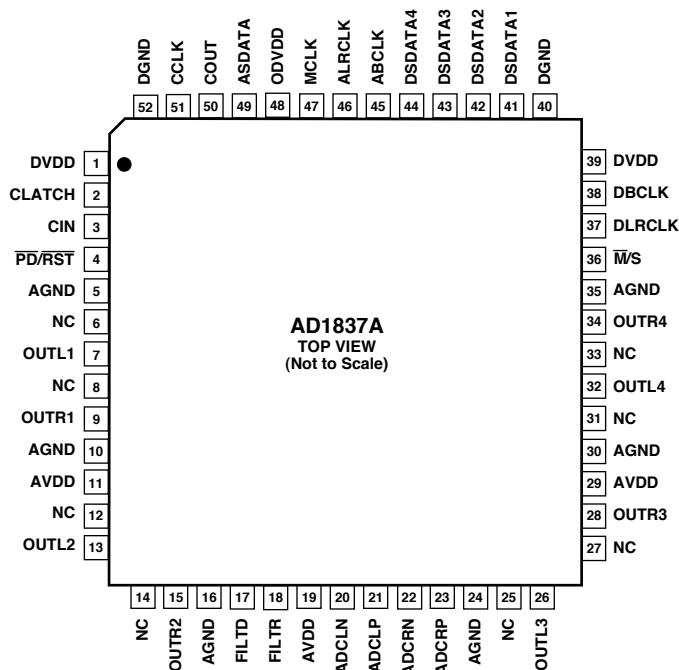 DGND
CCLK
COUT
ASDATA
ODVDD
MCLK
ALRCLK
ABCLK
DSDATA4
DSDATA3
DSDATA2
DSDATA1
DGND
52 51 50 49 48 47 46 45 44 43 42 41 40
DVDD 1
CLATCH 2
CIN 3
PD/RST 4
AGND 5
NC 6
OUTL1 7
NC 8
OUTR1 9
AGND 10
AVDD 11
NC 12
OUTL2 13
AD1837A
TOP VIEW
(Not to Scale)
39 DVDD
38 DBCLK
37 DLRCLK
36 M/S
35 AGND
34 OUTR4
33 NC
32 OUTL4
31 NC
30 AGND
29 AVDD
28 OUTR3
27 NC
14 15 16 17 18 19 20 21 22 23 24 25 26
NC
OUTR2
AGND
FILTD
FILTR
AVDD
ADCLN
ADCLP
ADCRN
ADCRP
AGND
NC
OUTL3